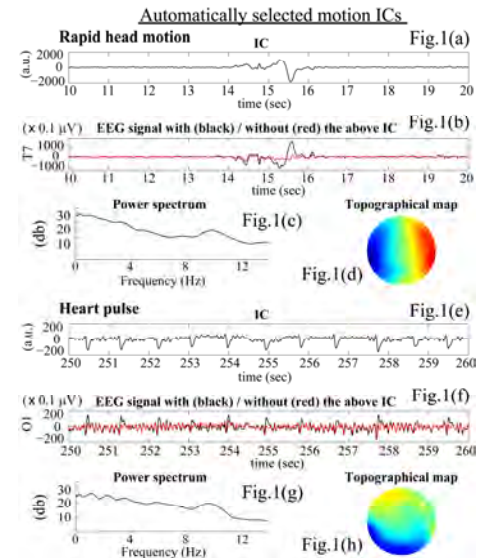 Automatically selected motion ICs
Rapid head motion IC Fig.1(a)
(a.u.)
2000
0
−2000
10 11 12 13 14 15 16 17 18 19 20
time (sec)
(x 0.1 μV) EEG signal with (black) / without (red) the above IC Fig.1(b)
T7
1000
0
−1000
10 11 12 13 14 15 16 17 18 19 20
time (sec)
Power spectrum Fig.1(c) Topographical map
(db)
30
20
10
0 4 8 12
Frequency (Hz)
Fig.1(d)
Heart pulse IC Fig.1(e)
(a.u.)
200
0
−200
250 251 252 253 254 255 256 257 258 259 260
time (sec)
(x 0.1 μV) EEG signal with (black) / without (red) the above IC Fig.1(f)
O1
200
0
−200
250 251 252 253 254 255 256 257 258 259 260
time (sec)
Power spectrum Fig.1(g) Topographical map
(db)
30
20
10
0 4 8 12
Frequency (Hz)
Fig.1(h)